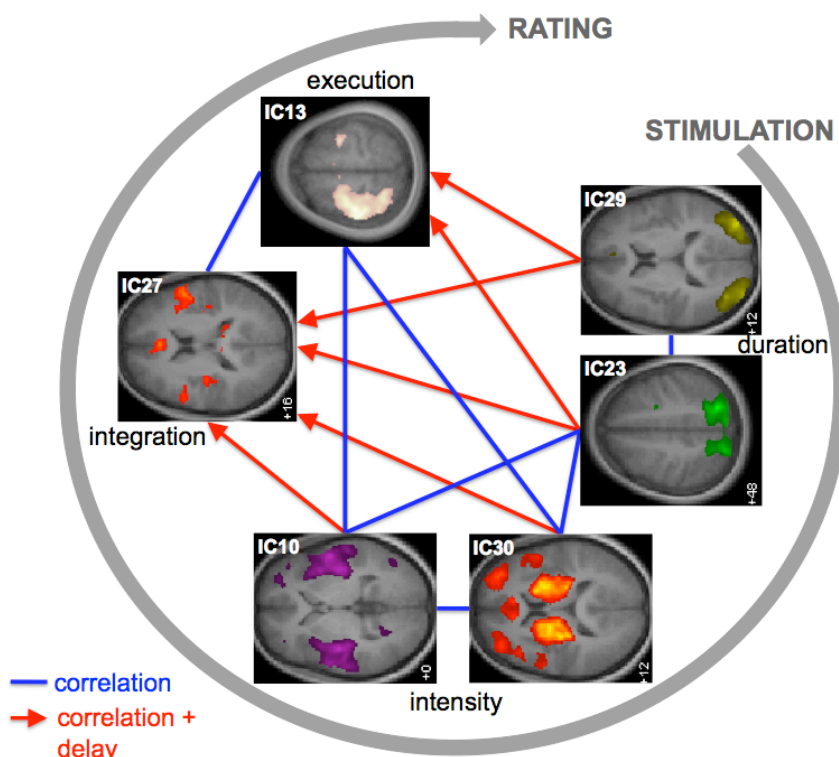 RATING
execution
IC13
STIMULATION
IC29
+12
duration
IC27
+16
integration
IC23
+48
IC10
+0
IC30
+12
intensity
correlation
correlation +
delay